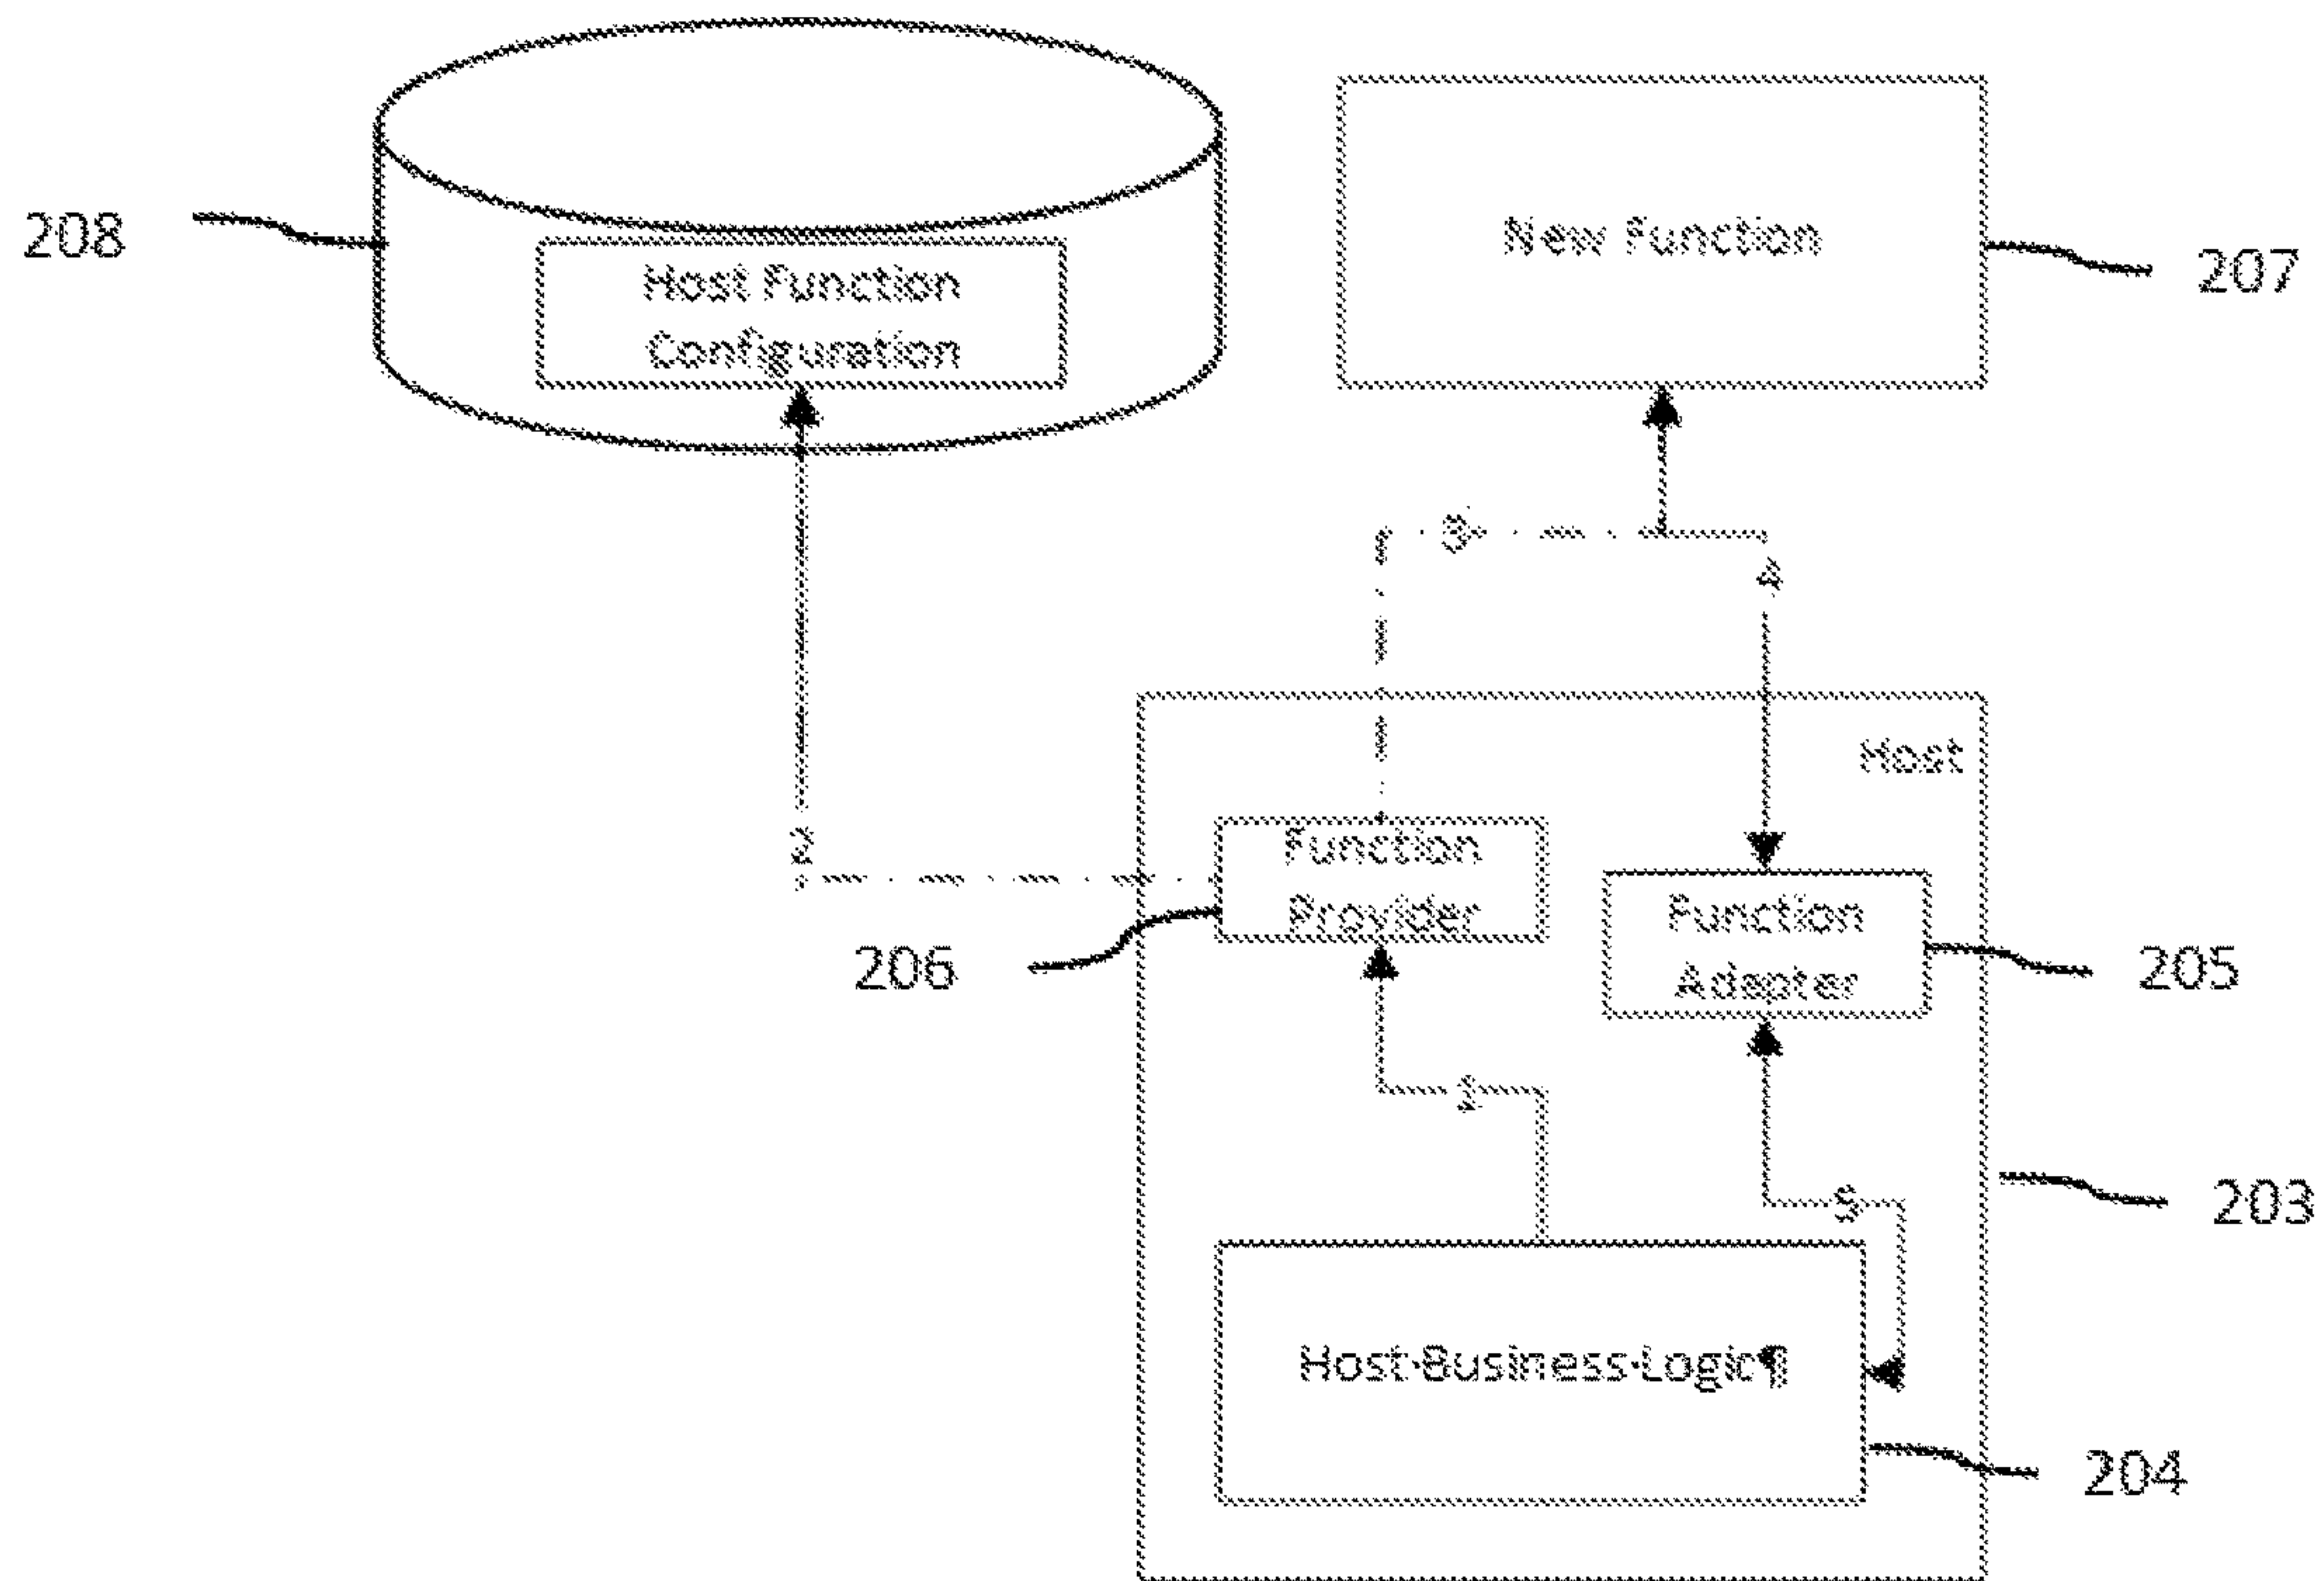 208
Host Function
Configuration
New Function
207
3
4
Host
2
Function
Provider
206
Function
Adapter
205
1
5
203
Host·Business·Logic¶
204